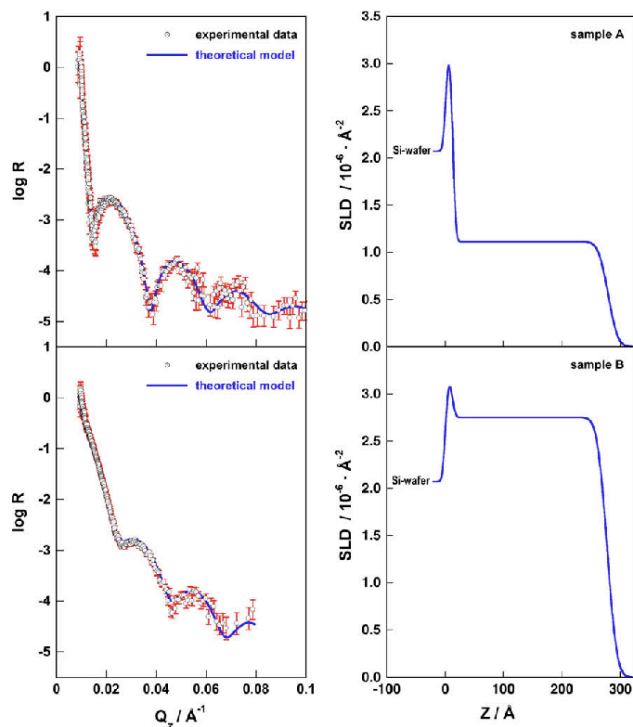 1
0
-1
-2
-3
-4
-5
log R
experimental data
theoretical model
3.5
3.0
2.5
2.0
1.5
1.0
0.5
0.0
SLD / 10⁻⁶ · Å⁻²
sample A
Si-wafer
1
0
-1
-2
-3
-4
-5
log R
experimental data
theoretical model
0 0.02 0.04 0.06 0.08 0.1
Q_z / Å⁻¹
3.0
2.5
2.0
1.5
1.0
0.5
0.0
SLD / 10⁻⁶ · Å⁻²
sample B
Si-wafer
-100 0 100 200 300
Z / Å